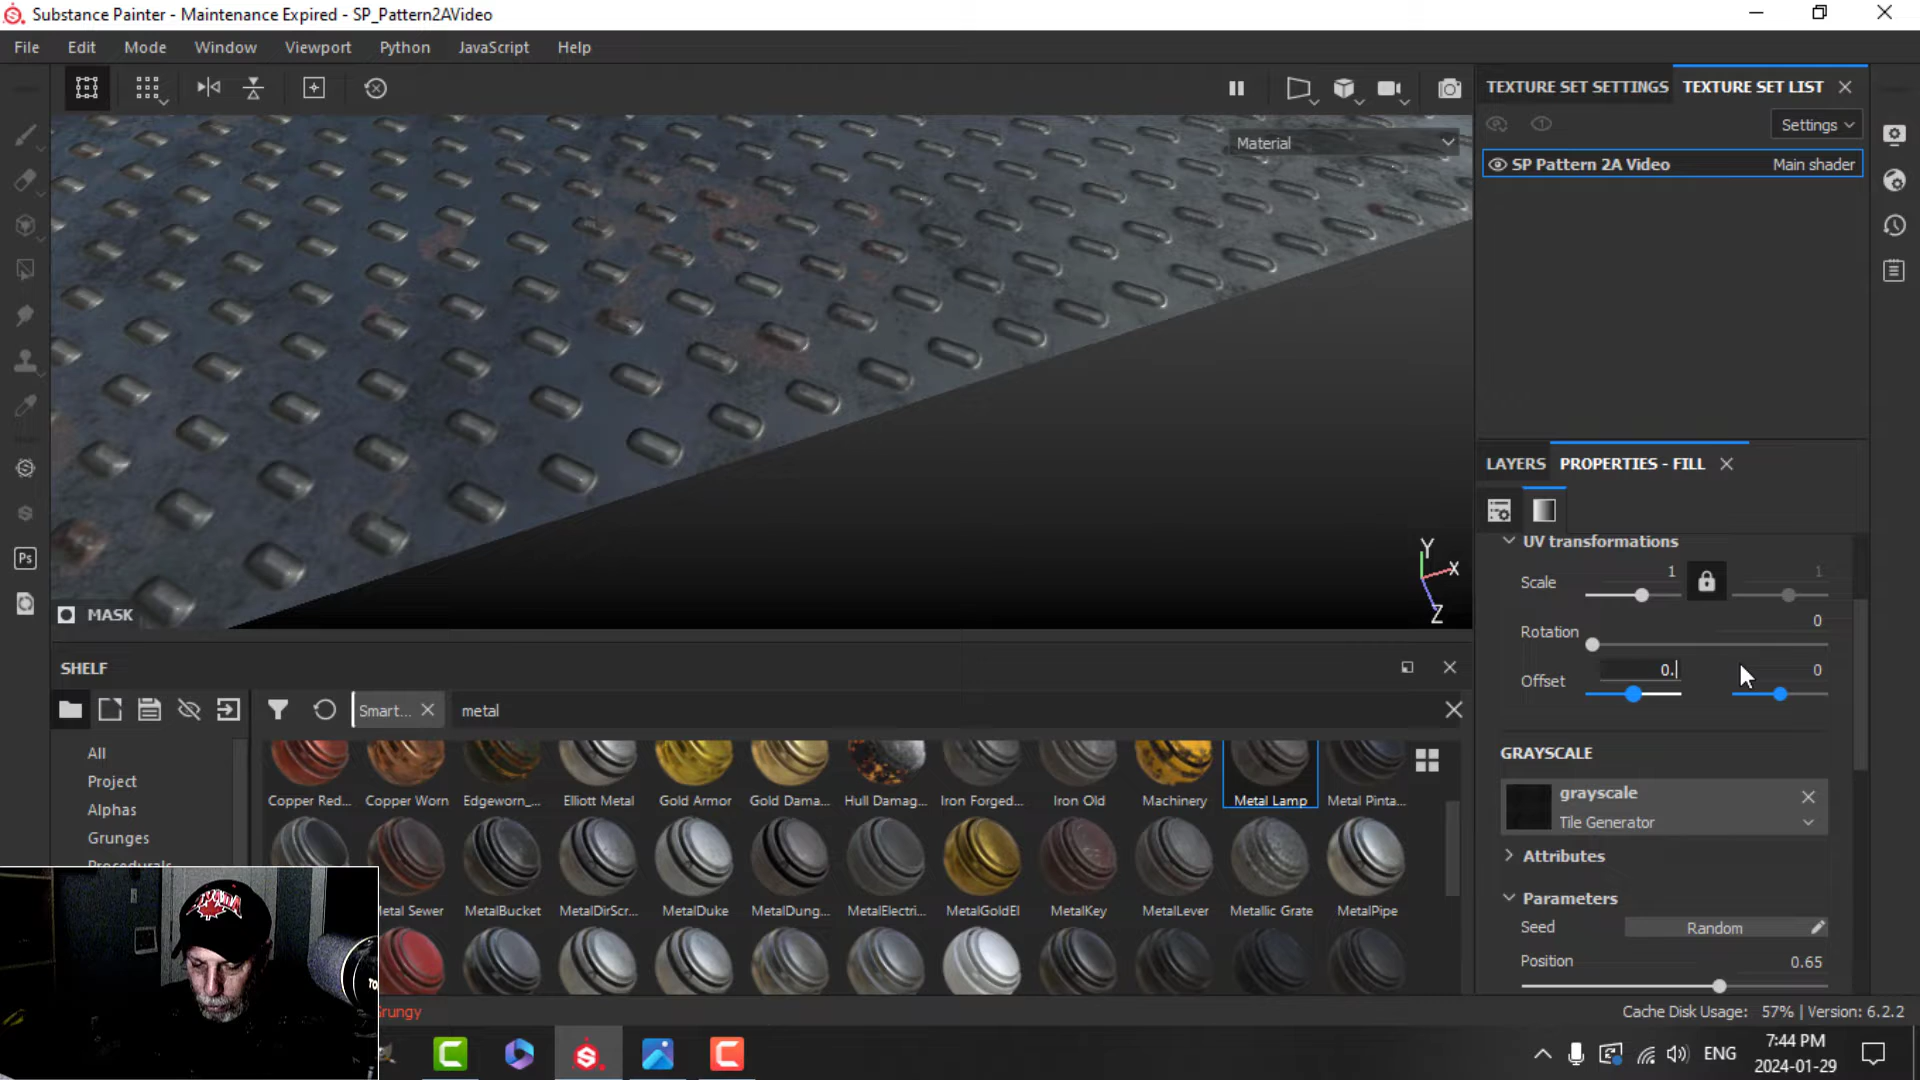 Substance Painter - Maintenance Expired - SP_Pattern2AVideo
File Edit Mode Window Viewport Python JavaScript Help
TEXTURE SET SETTINGS TEXTURE SET LIST
Settings
Material
SP Pattern 2A Video Main shader
LAYERS PROPERTIES - FILL
UV transformations
Scale 1 1
Rotation 0
Offset 0. 0
Y
X
Z
MASK
SHELF
Smart... metal
All
Project
Alphas
Grunges
Copper Red... Copper Worn Edgeworn_... Elliott Metal Gold Armor Gold Dama... Hull Damag... Iron Forged... Iron Old Machinery Metal Lamp Metal Pinta...
etal Sewer MetalBucket MetalDirScr... MetalDuke MetalDung... MetalElectri... MetalGoldEl MetalKey MetalLever Metallic Grate MetalPipe
GRAYSCALE
grayscale
Tile Generator
Attributes
Parameters
Seed Random
Position 0.65
Cache Disk Usage: 57% | Version: 6.2.2
Ps
ENG
7:44 PM
2024-01-29